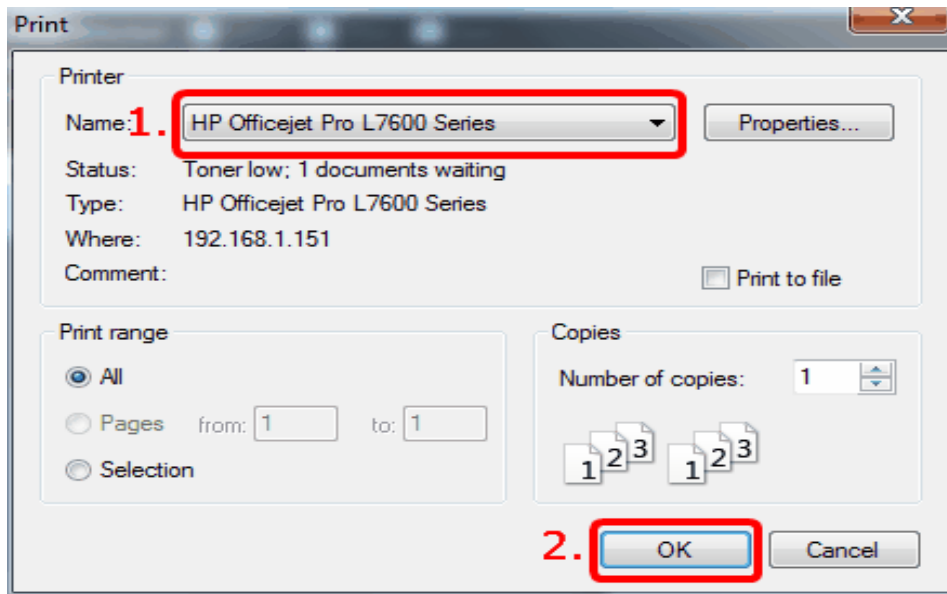 Print
Printer
Name: 1. HP Officejet Pro L7600 Series Properties...
Status: Toner low; 1 documents waiting
Type: HP Officejet Pro L7600 Series
Where: 192.168.1.151
Comment: Print to file
Print range
All
Pages from: 1 to: 1
Selection
Copies
Number of copies: 1
1 2 3 1 2 3
2. OK Cancel